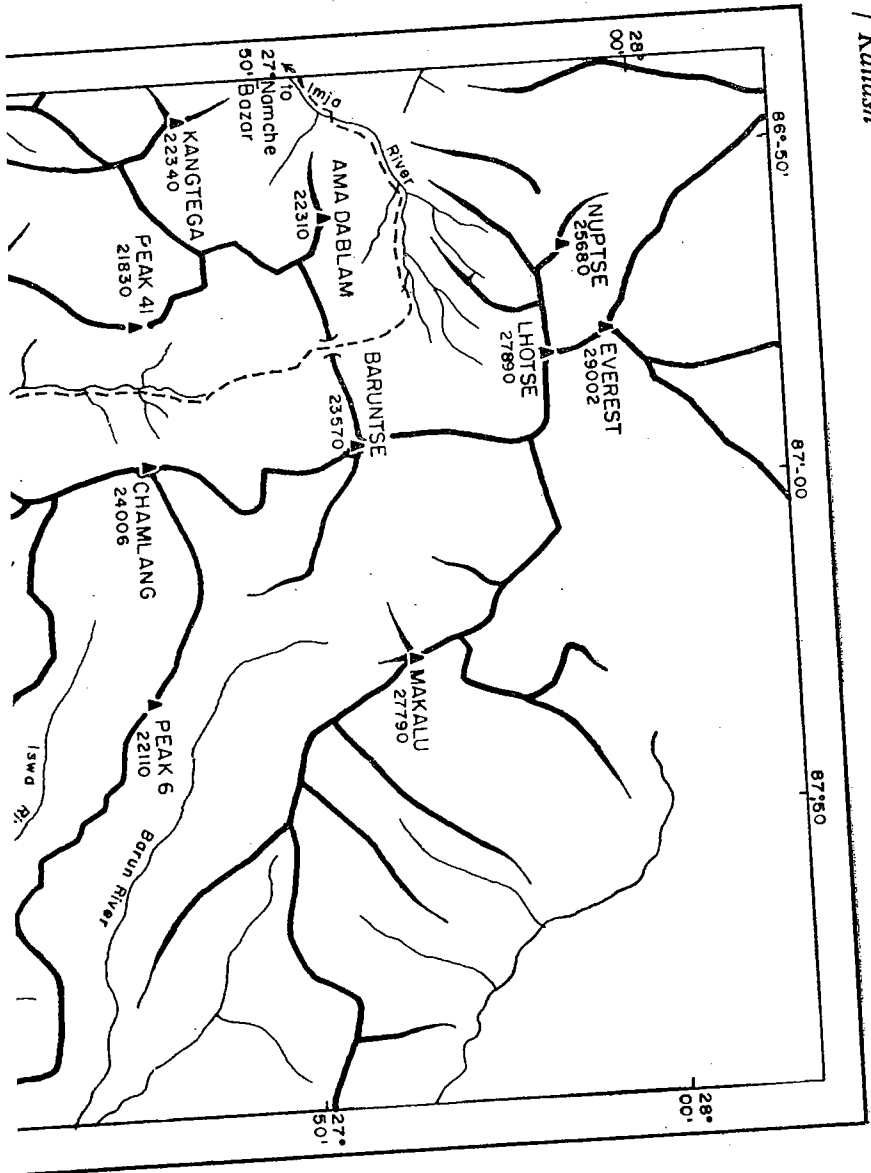 86°-50'
87'-00
87°50
28°
00'
28°
00'
NUPTSE
25680
EVEREST
29002
LHOTSE
27890
Imja
River
to
Namche
Bazar
27°
50'
AMA DABLAM
22310
BARUNTSE
23570
MAKALU
27790
KANGTEGA
22340
PEAK 41
21830
CHAMLANG
24006
PEAK 6
22110
Barun River
Iswa
Ri.
27°
50'